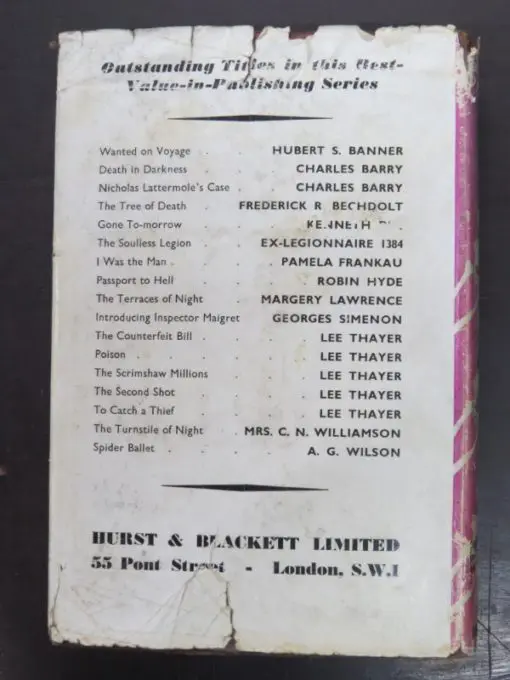 Outstanding Titles in this Best-
Value-in-Publishing Series
Wanted on Voyage . . HUBERT S. BANNER
Death in Darkness . . CHARLES BARRY
Nicholas Lattermole's Case . CHARLES BARRY
The Tree of Death . FREDERICK R. BECHDOLT
Gone To-morrow . . KENNETH
The Soulless Legion . EX-LEGIONNAIRE 1384
I Was the Man . . . PAMELA FRANKAU
Passport to Hell . . . ROBIN HYDE
The Terraces of Night . MARGERY LAWRENCE
Introducing Inspector Maigret GEORGES SIMENON
The Counterfeit Bill . . . LEE THAYER
Poison . . . . . LEE THAYER
The Scrimshaw Millions . . LEE THAYER
The Second Shot . . . LEE THAYER
To Catch a Thief . . . LEE THAYER
The Turnstile of Night . MRS. C. N. WILLIAMSON
Spider Ballet . . . . A. G. WILSON
HURST & BLACKETT LIMITED
55 Pont Street - London, S.W.1